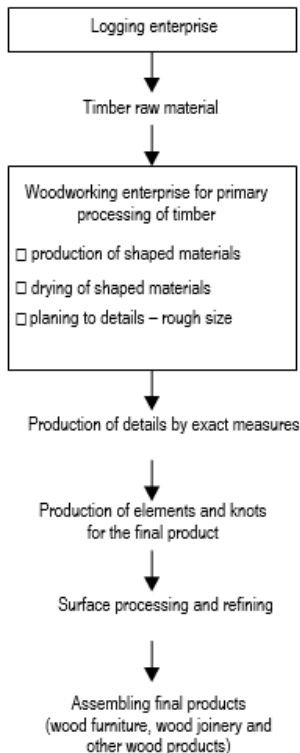 Logging enterprise
Timber raw material
Woodworking enterprise for primary
processing of timber
□ production of shaped materials
□ drying of shaped materials
□ planing to details – rough size
Production of details by exact measures
Production of elements and knots
for the final product
Surface processing and refining
Assembling final products
(wood furniture, wood joinery and
other wood products)